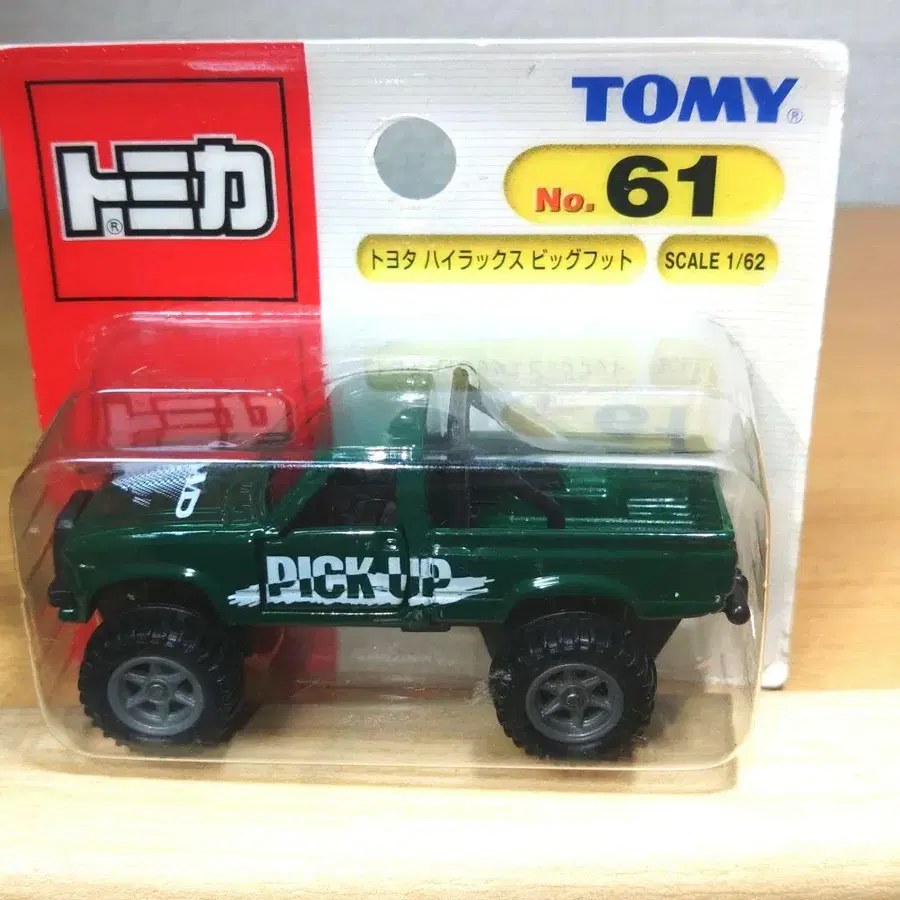 トミカ®
TOMY®
No. 61
トヨタ ハイラックス ビッグフット
SCALE 1/62
PICK-UP